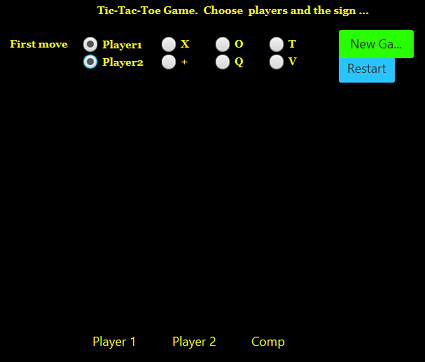 Tic-Tac-Toe Game.  Choose  players and the sign ...
First move Player1 X O T New Ga...
Player2 + Q V Restart
Player 1 Player 2 Comp